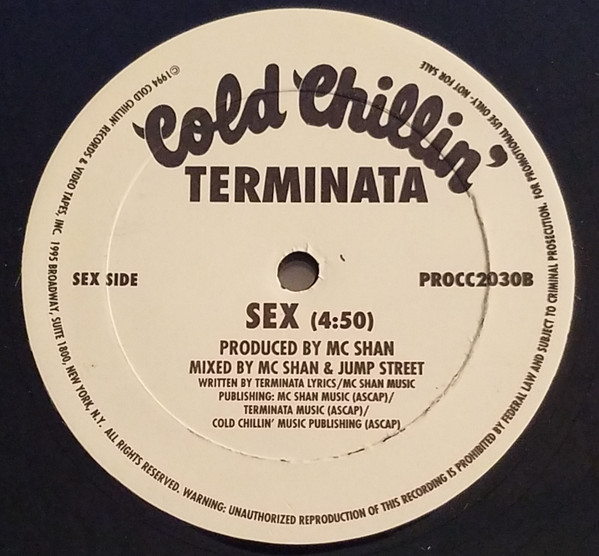 Cold Chillin'
TERMINATA
SEX SIDE
PROCC2030B
SEX (4:50)
PRODUCED BY MC SHAN
MIXED BY MC SHAN & JUMP STREET
WRITTEN BY TERMINATA LYRICS/MC SHAN MUSIC
PUBLISHING: MC SHAN MUSIC (ASCAP)/
TERMINATA MUSIC (ASCAP)/
COLD CHILLIN' MUSIC PUBLISHING (ASCAP)
©1994 COLD CHILLIN' RECORDS & VIDEO TAPES, INC 1995 BROADWAY, SUITE 1800, NEW YORK, N.Y. ALL RIGHTS RESERVED. WARNING: UNAUTHORIZED REPRODUCTION OF THIS RECORDING IS PROHIBITED BY FEDERAL LAW AND SUBJECT TO CRIMINAL PROSECUTION. FOR PROMOTIONAL USE ONLY- NOT FOR SALE